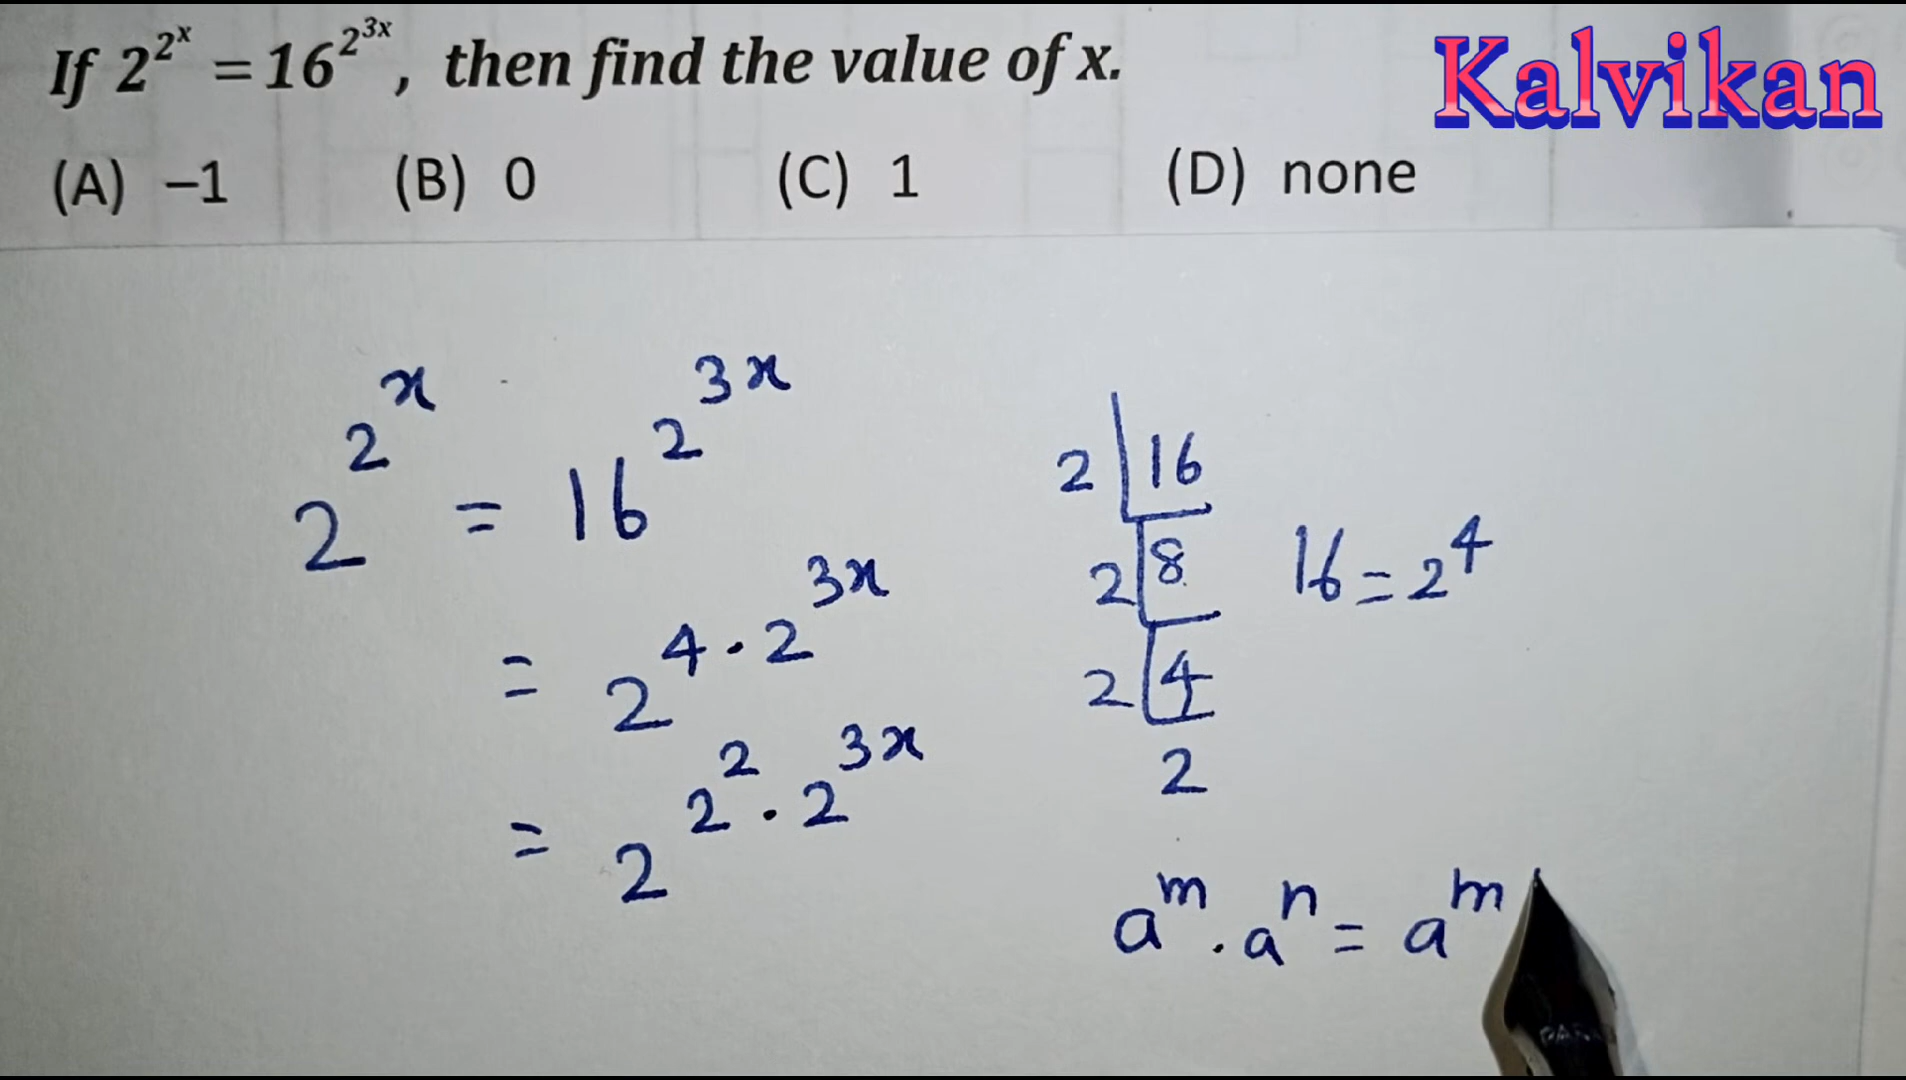 If 2^{2^x} = 16^{2^{3x}}, then find the value of x.
Kalvikan
(A) –1 (B) 0 (C) 1 (D) none
2^{2^x} = 16^{2^{3x}}
= 2^{4 · 2^{3x}}
= 2^{2^2 · 2^{3x}}
2 | 16
2 | 8
2 | 4
2
16 = 2^4
a^m · a^n = a^m